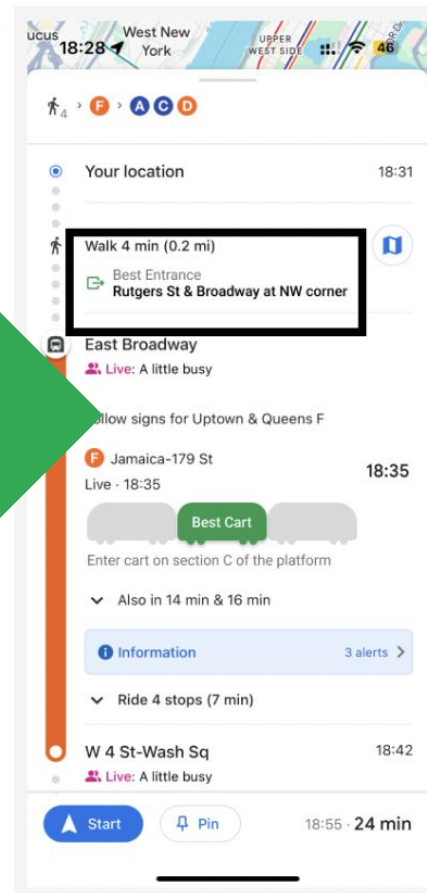 ucus
West New
York
18:28
UPPER
WEST SIDE
46
4 F A C D
Your location 18:31
Walk 4 min (0.2 mi)
Best Entrance
Rutgers St & Broadway at NW corner
East Broadway
Live: A little busy
ollow signs for Uptown & Queens F
F Jamaica-179 St
Live · 18:35 18:35
Best Cart
Enter cart on section C of the platform
Also in 14 min & 16 min
Information 3 alerts
Ride 4 stops (7 min)
W 4 St-Wash Sq 18:42
Live: A little busy
Start Pin 18:55 · 24 min